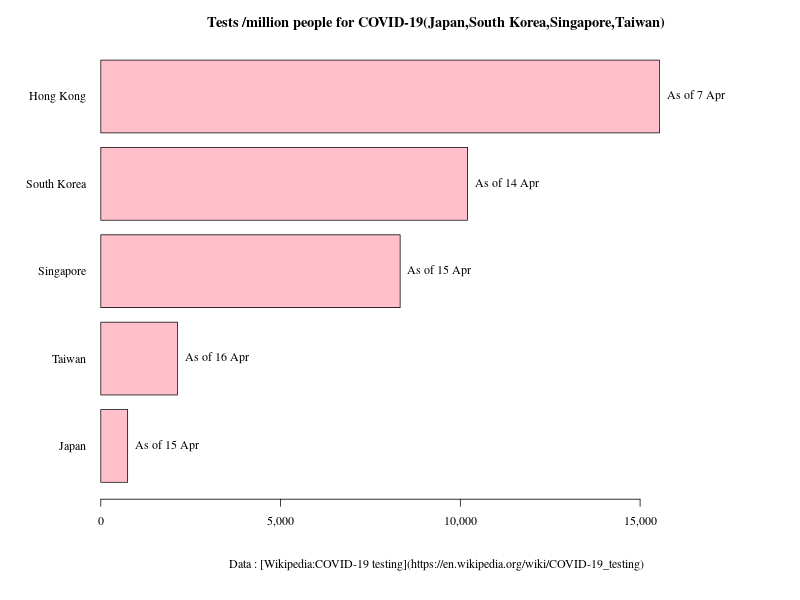 Tests /million people for COVID-19(Japan,South Korea,Singapore,Taiwan)
Hong Kong
As of 7 Apr
South Korea
As of 14 Apr
Singapore
As of 15 Apr
Taiwan
As of 16 Apr
Japan
As of 15 Apr
0
5,000
10,000
15,000
Data : [Wikipedia:COVID-19 testing](https://en.wikipedia.org/wiki/COVID-19_testing)